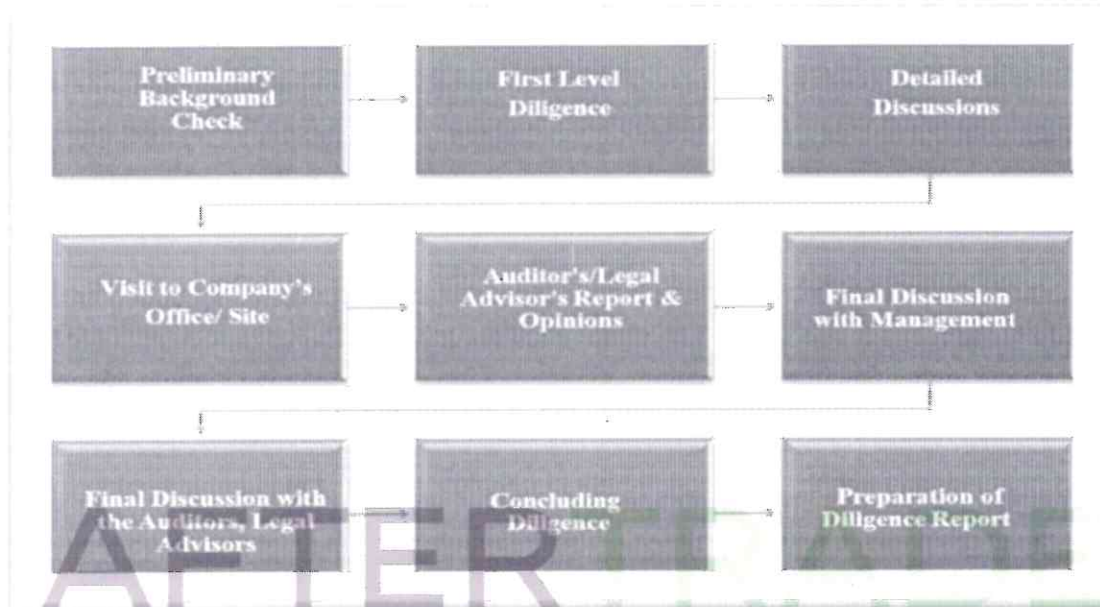 Preliminary
Background
Check
First Level
Diligence
Detailed
Discussions
Visit to Company's
Office/ Site
Auditor's/Legal
Advisor's Report &
Opinions
Final Discussion
with Management
Final Discussion with
the Auditors, Legal
Advisors
Concluding
Diligence
Preparation of
Diligence Report
AFTERTRADE